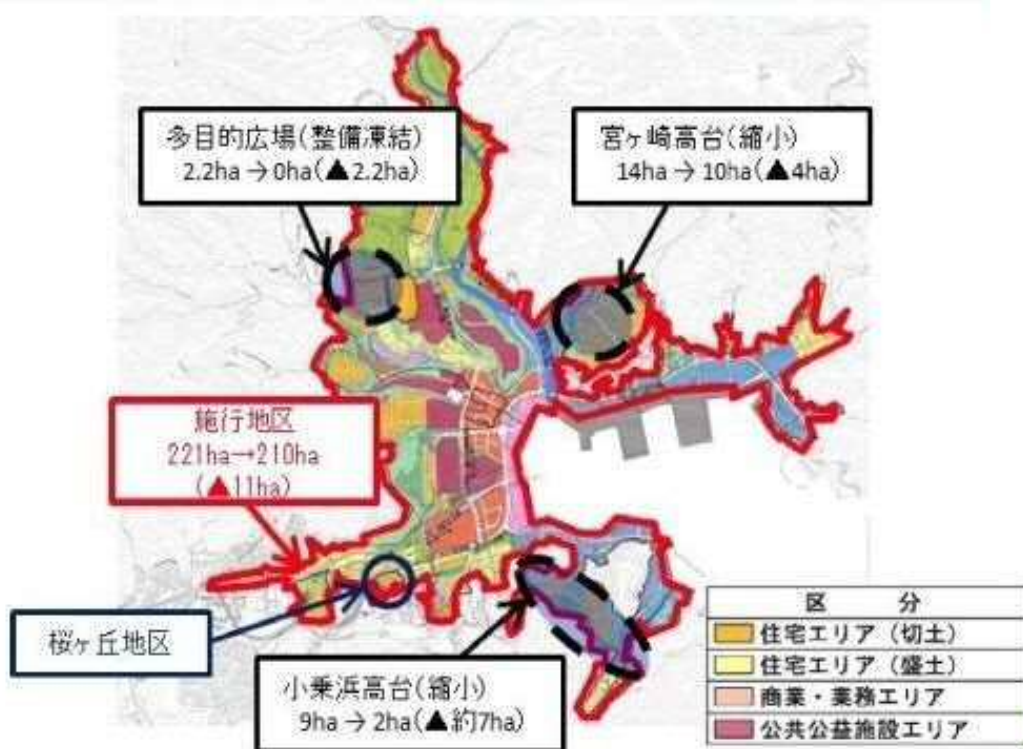 多目的広場(整備凍結)
2.2ha → 0ha(▲2.2ha)
宮ヶ崎高台(縮小)
14ha → 10ha(▲4ha)
施行地区
221ha→210ha
(▲11ha)
桜ヶ丘地区
小乗浜高台(縮小)
9ha → 2ha(▲約7ha)
区 分
住宅エリア（切土）
住宅エリア（盛土）
商業・業務エリア
公共公益施設エリア